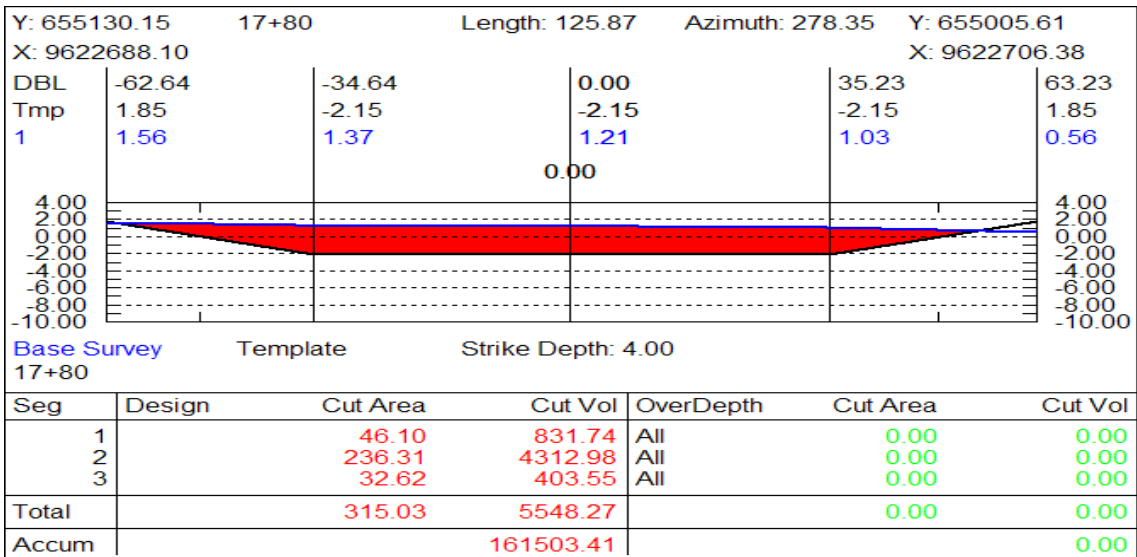 Y: 655130.15 17+80 Length: 125.87 Azimuth: 278.35 Y: 655005.61
X: 9622688.10 X: 9622706.38
DBL -62.64 -34.64 0.00 35.23 63.23
Tmp 1.85 -2.15 -2.15 -2.15 1.85
1 1.56 1.37 1.21 1.03 0.56
0.00
4.00 4.00
2.00 2.00
0.00 0.00
-2.00 -2.00
-4.00 -4.00
-6.00 -6.00
-8.00 -8.00
-10.00 -10.00
Base Survey Template Strike Depth: 4.00
17+80
Seg Design Cut Area Cut Vol OverDepth Cut Area Cut Vol
1 46.10 831.74 All 0.00 0.00
2 236.31 4312.98 All 0.00 0.00
3 32.62 403.55 All 0.00 0.00
Total 315.03 5548.27 0.00 0.00
Accum 161503.41 0.00